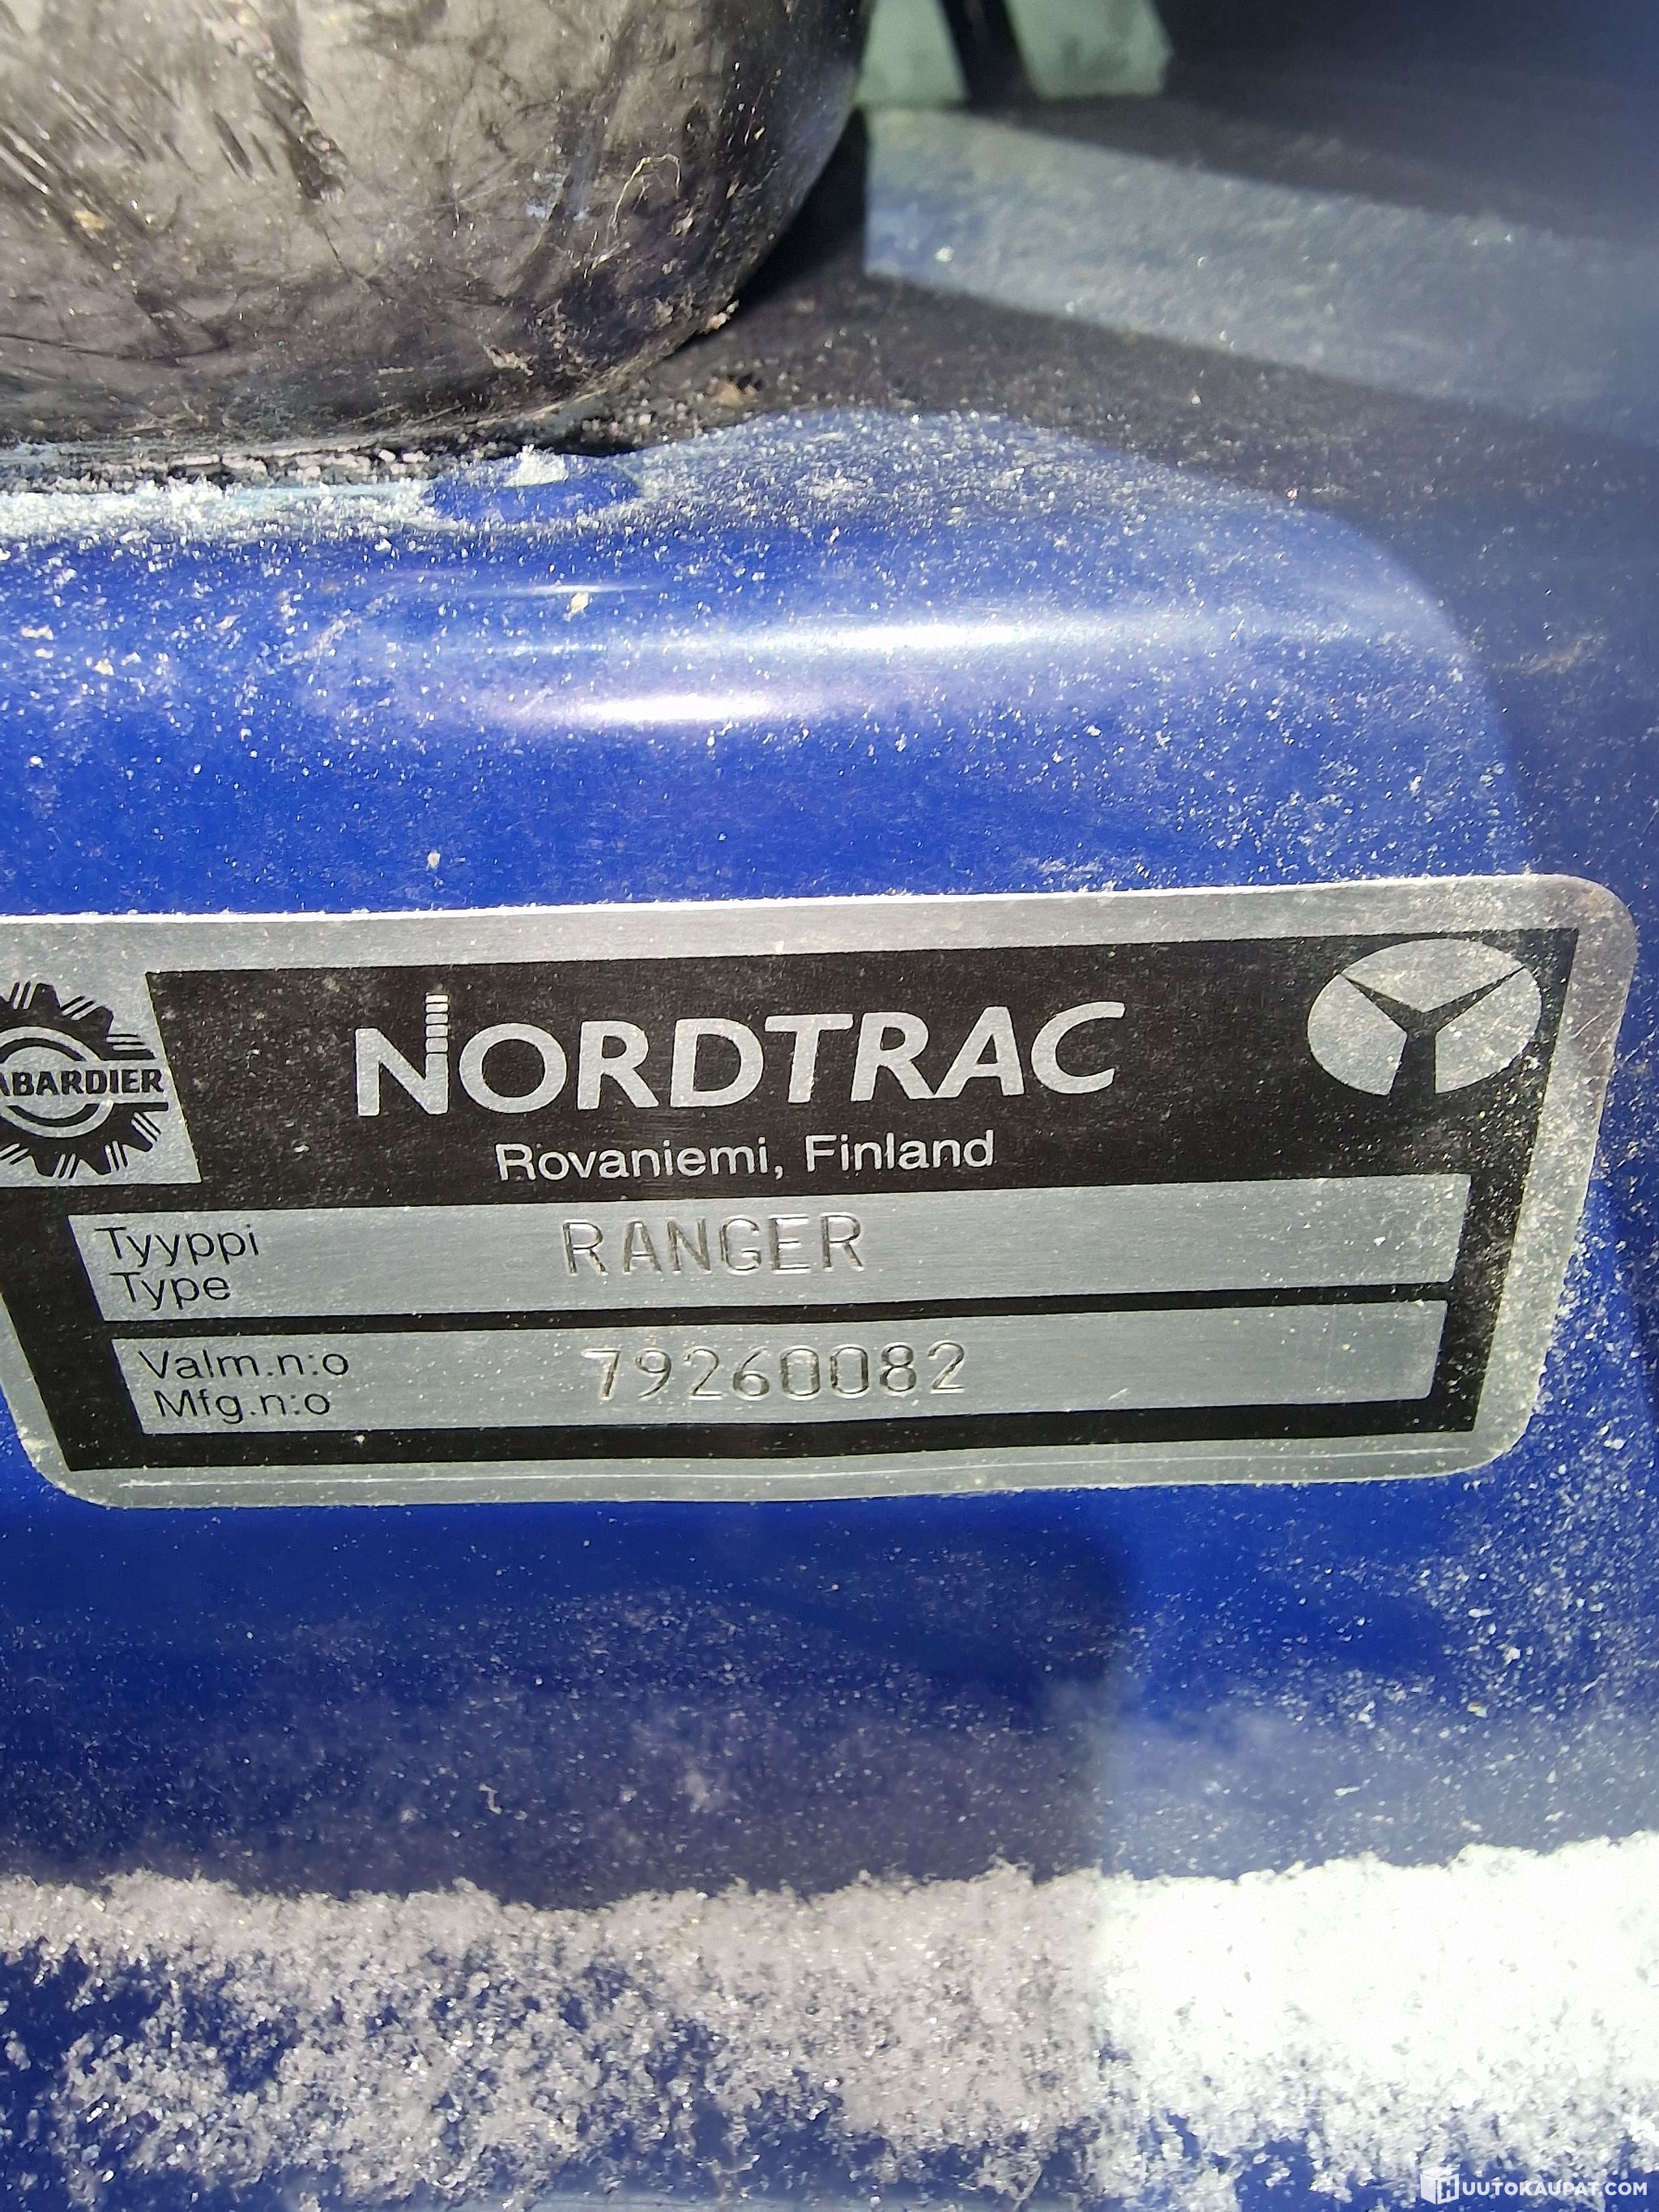 ABARDIER
NORDTRAC
Rovaniemi, Finland
Tyyppi
Type
RANGER
Valm.n:o
Mfg.n:o
79260082
HUUTOKAUPAT.COM